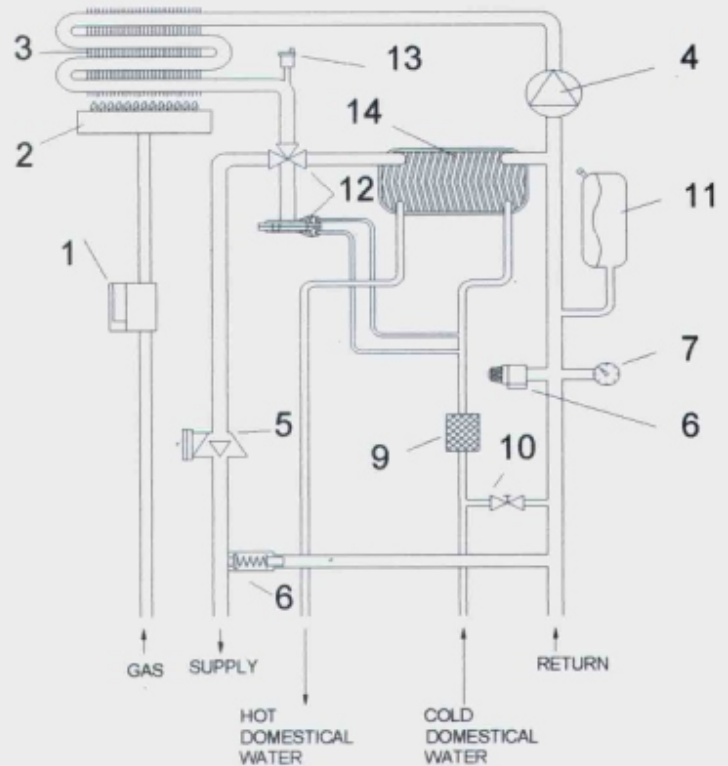 3
13
4
14
2
12
11
1
7
5
6
9
10
6
GAS
SUPPLY
RETURN
HOT
DOMESTICAL
WATER
COLD
DOMESTICAL
WATER